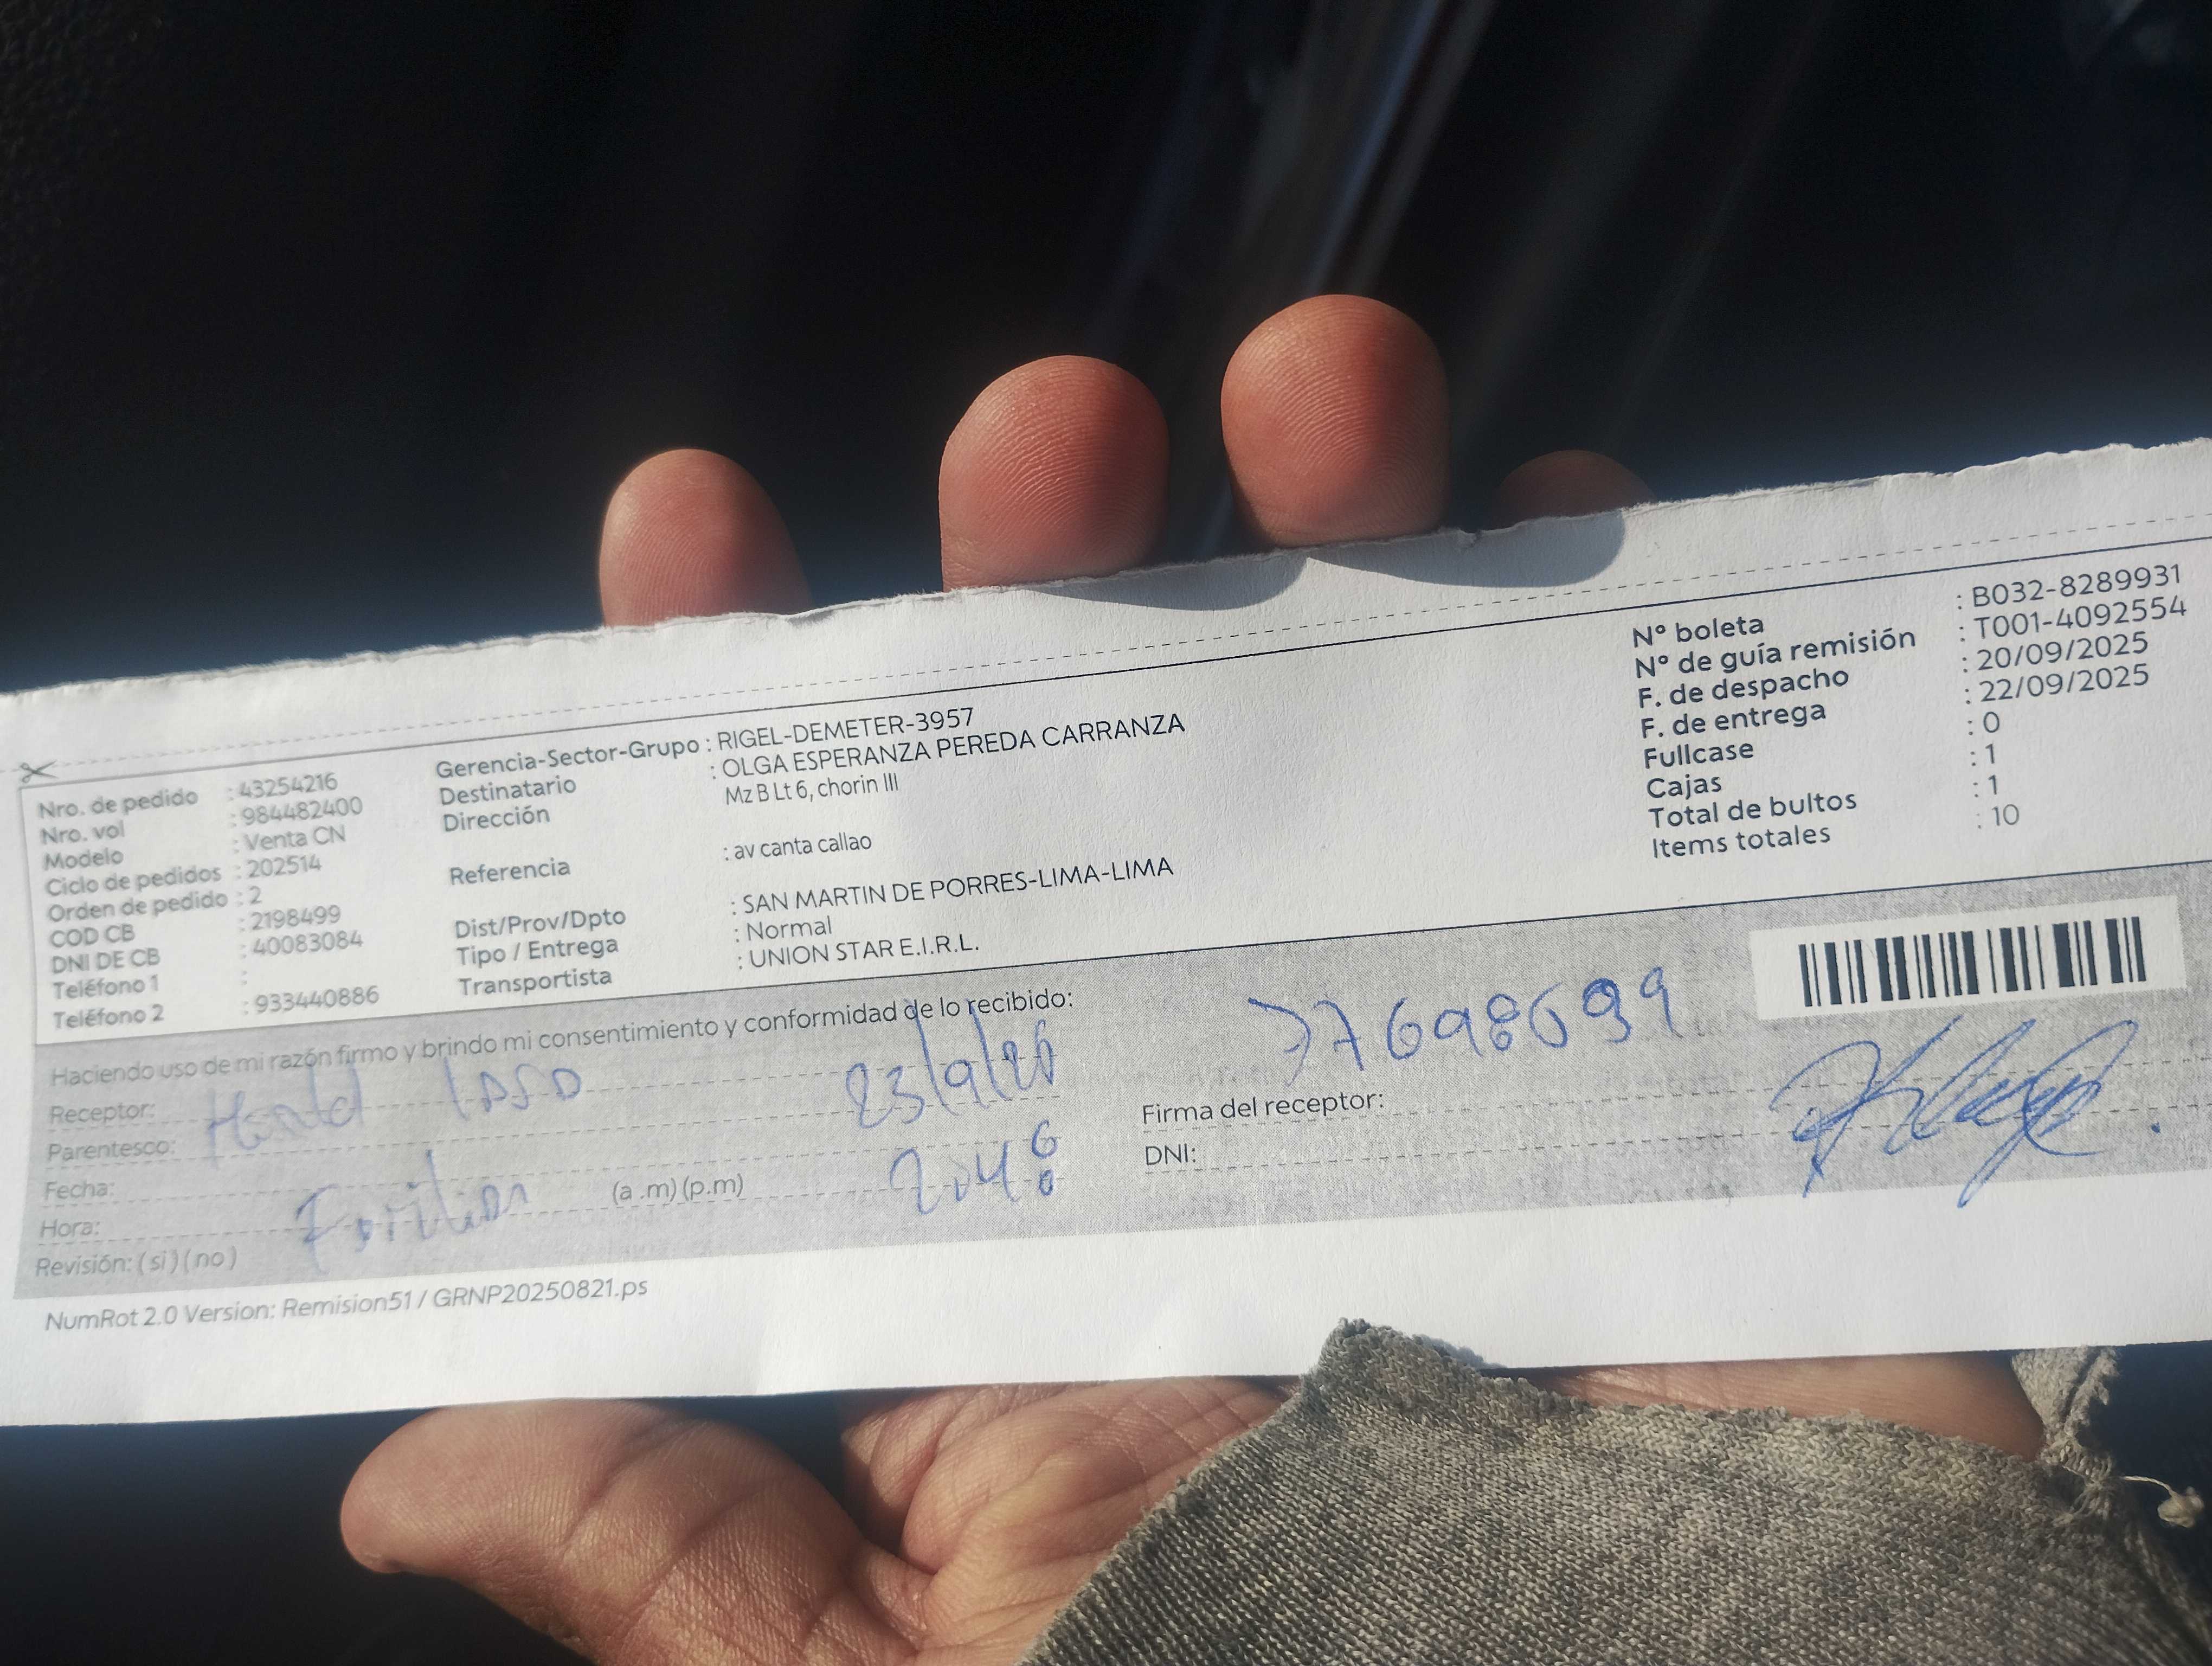 Nro. de pedido : 43254216
Nro. vol : 984482400
Modelo : Venta CN
Ciclo de pedidos : 202514
Orden de pedido : 2
COD CB : 2198499
DNI DE CB : 40083084
Teléfono 1 :
Teléfono 2 : 933440886
Gerencia-Sector-Grupo : RIGEL-DEMETER-3957
Destinatario : OLGA ESPERANZA PEREDA CARRANZA
Dirección Mz B Lt 6, chorin III
Referencia : av canta callao
Dist/Prov/Dpto : SAN MARTIN DE PORRES-LIMA-LIMA
Tipo / Entrega : Normal
Transportista : UNION STAR E.I.R.L.
N° boleta : B032-8289931
N° de guía remisión : T001-4092554
F. de despacho : 20/09/2025
F. de entrega : 22/09/2025
Fullcase : 0
Cajas : 1
Total de bultos : 1
Items totales : 10
Haciendo uso de mi razón firmo y brindo mi consentimiento y conformidad de lo recibido:
Receptor:
Parentesco:
Fecha:
Hora: (a .m) (p.m)
Revisión: ( si ) ( no )
Firma del receptor:
DNI:
NumRot 2.0 Version: Remision51 / GRNP20250821.ps